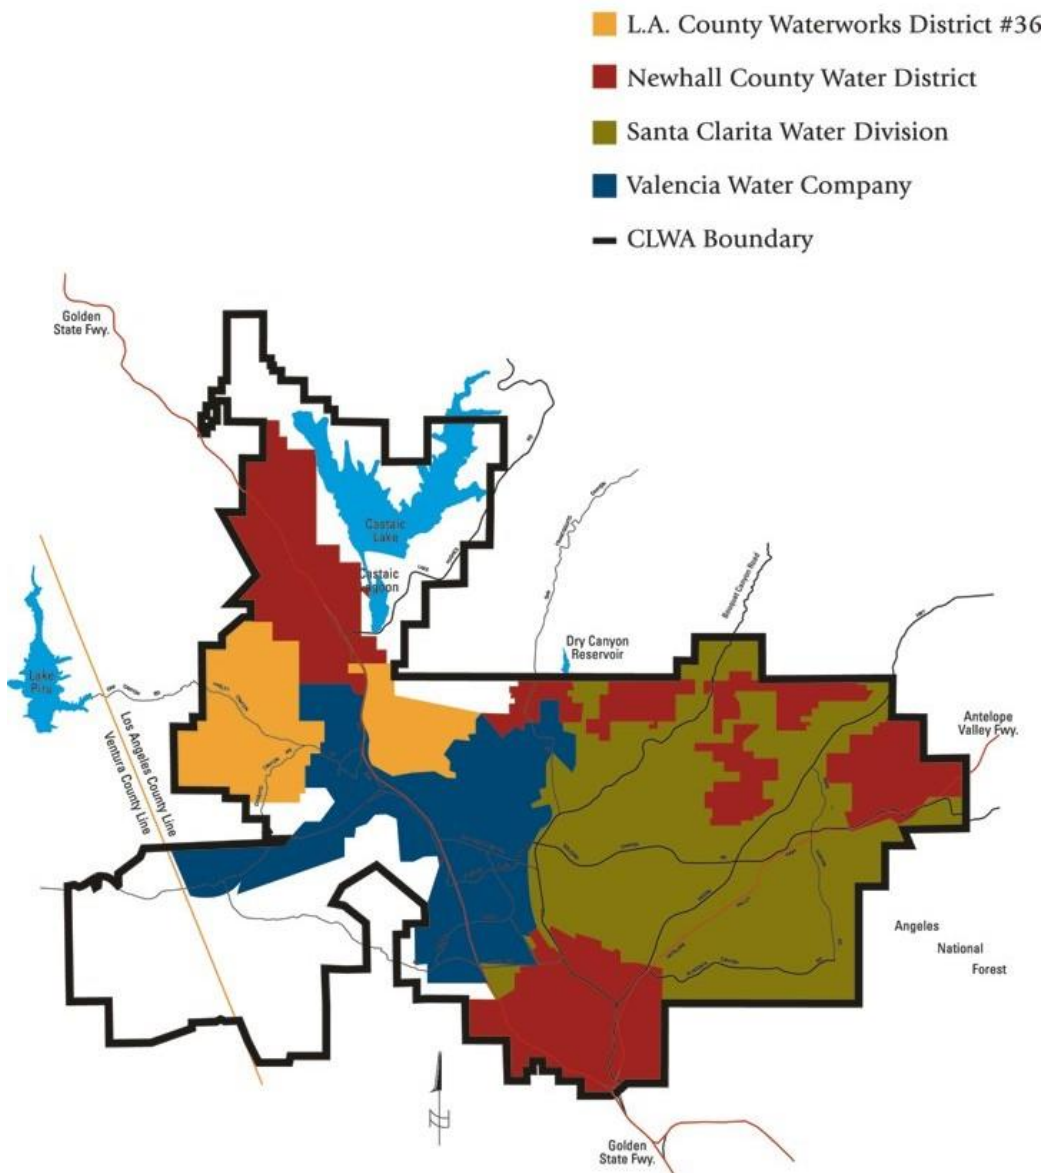 L.A. County Waterworks District #36
Newhall County Water District
Santa Clarita Water Division
Valencia Water Company
CLWA Boundary
Golden
State Fwy.
Castaic
Lake
Castaic
Lagoon
Bouquet Canyon Road
Dry Canyon
Reservoir
Lake
Piru
Los Angeles County Line
Ventura County Line
Antelope
Valley Fwy.
Angeles
National
Forest
Golden
State Fwy.